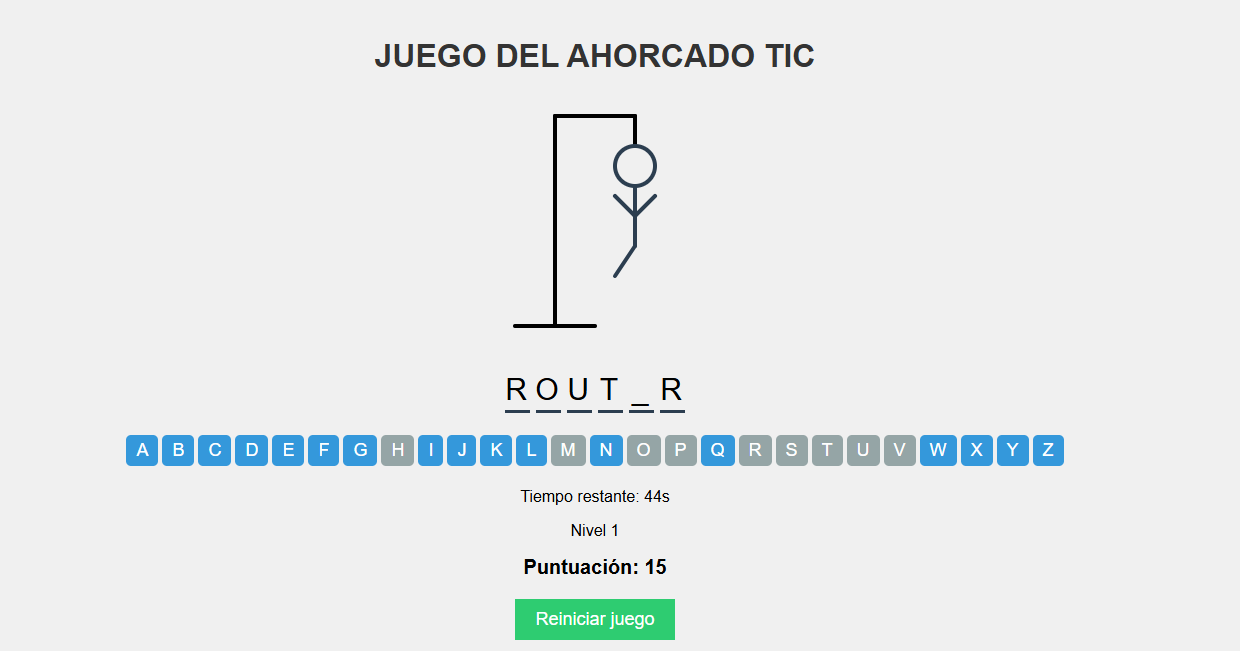 JUEGO DEL AHORCADO TIC
R O U T _ R
A B C D E F G H I J K L M N O P Q R S T U V W X Y Z
Tiempo restante: 44s
Nivel 1
Puntuación: 15
Reiniciar juego